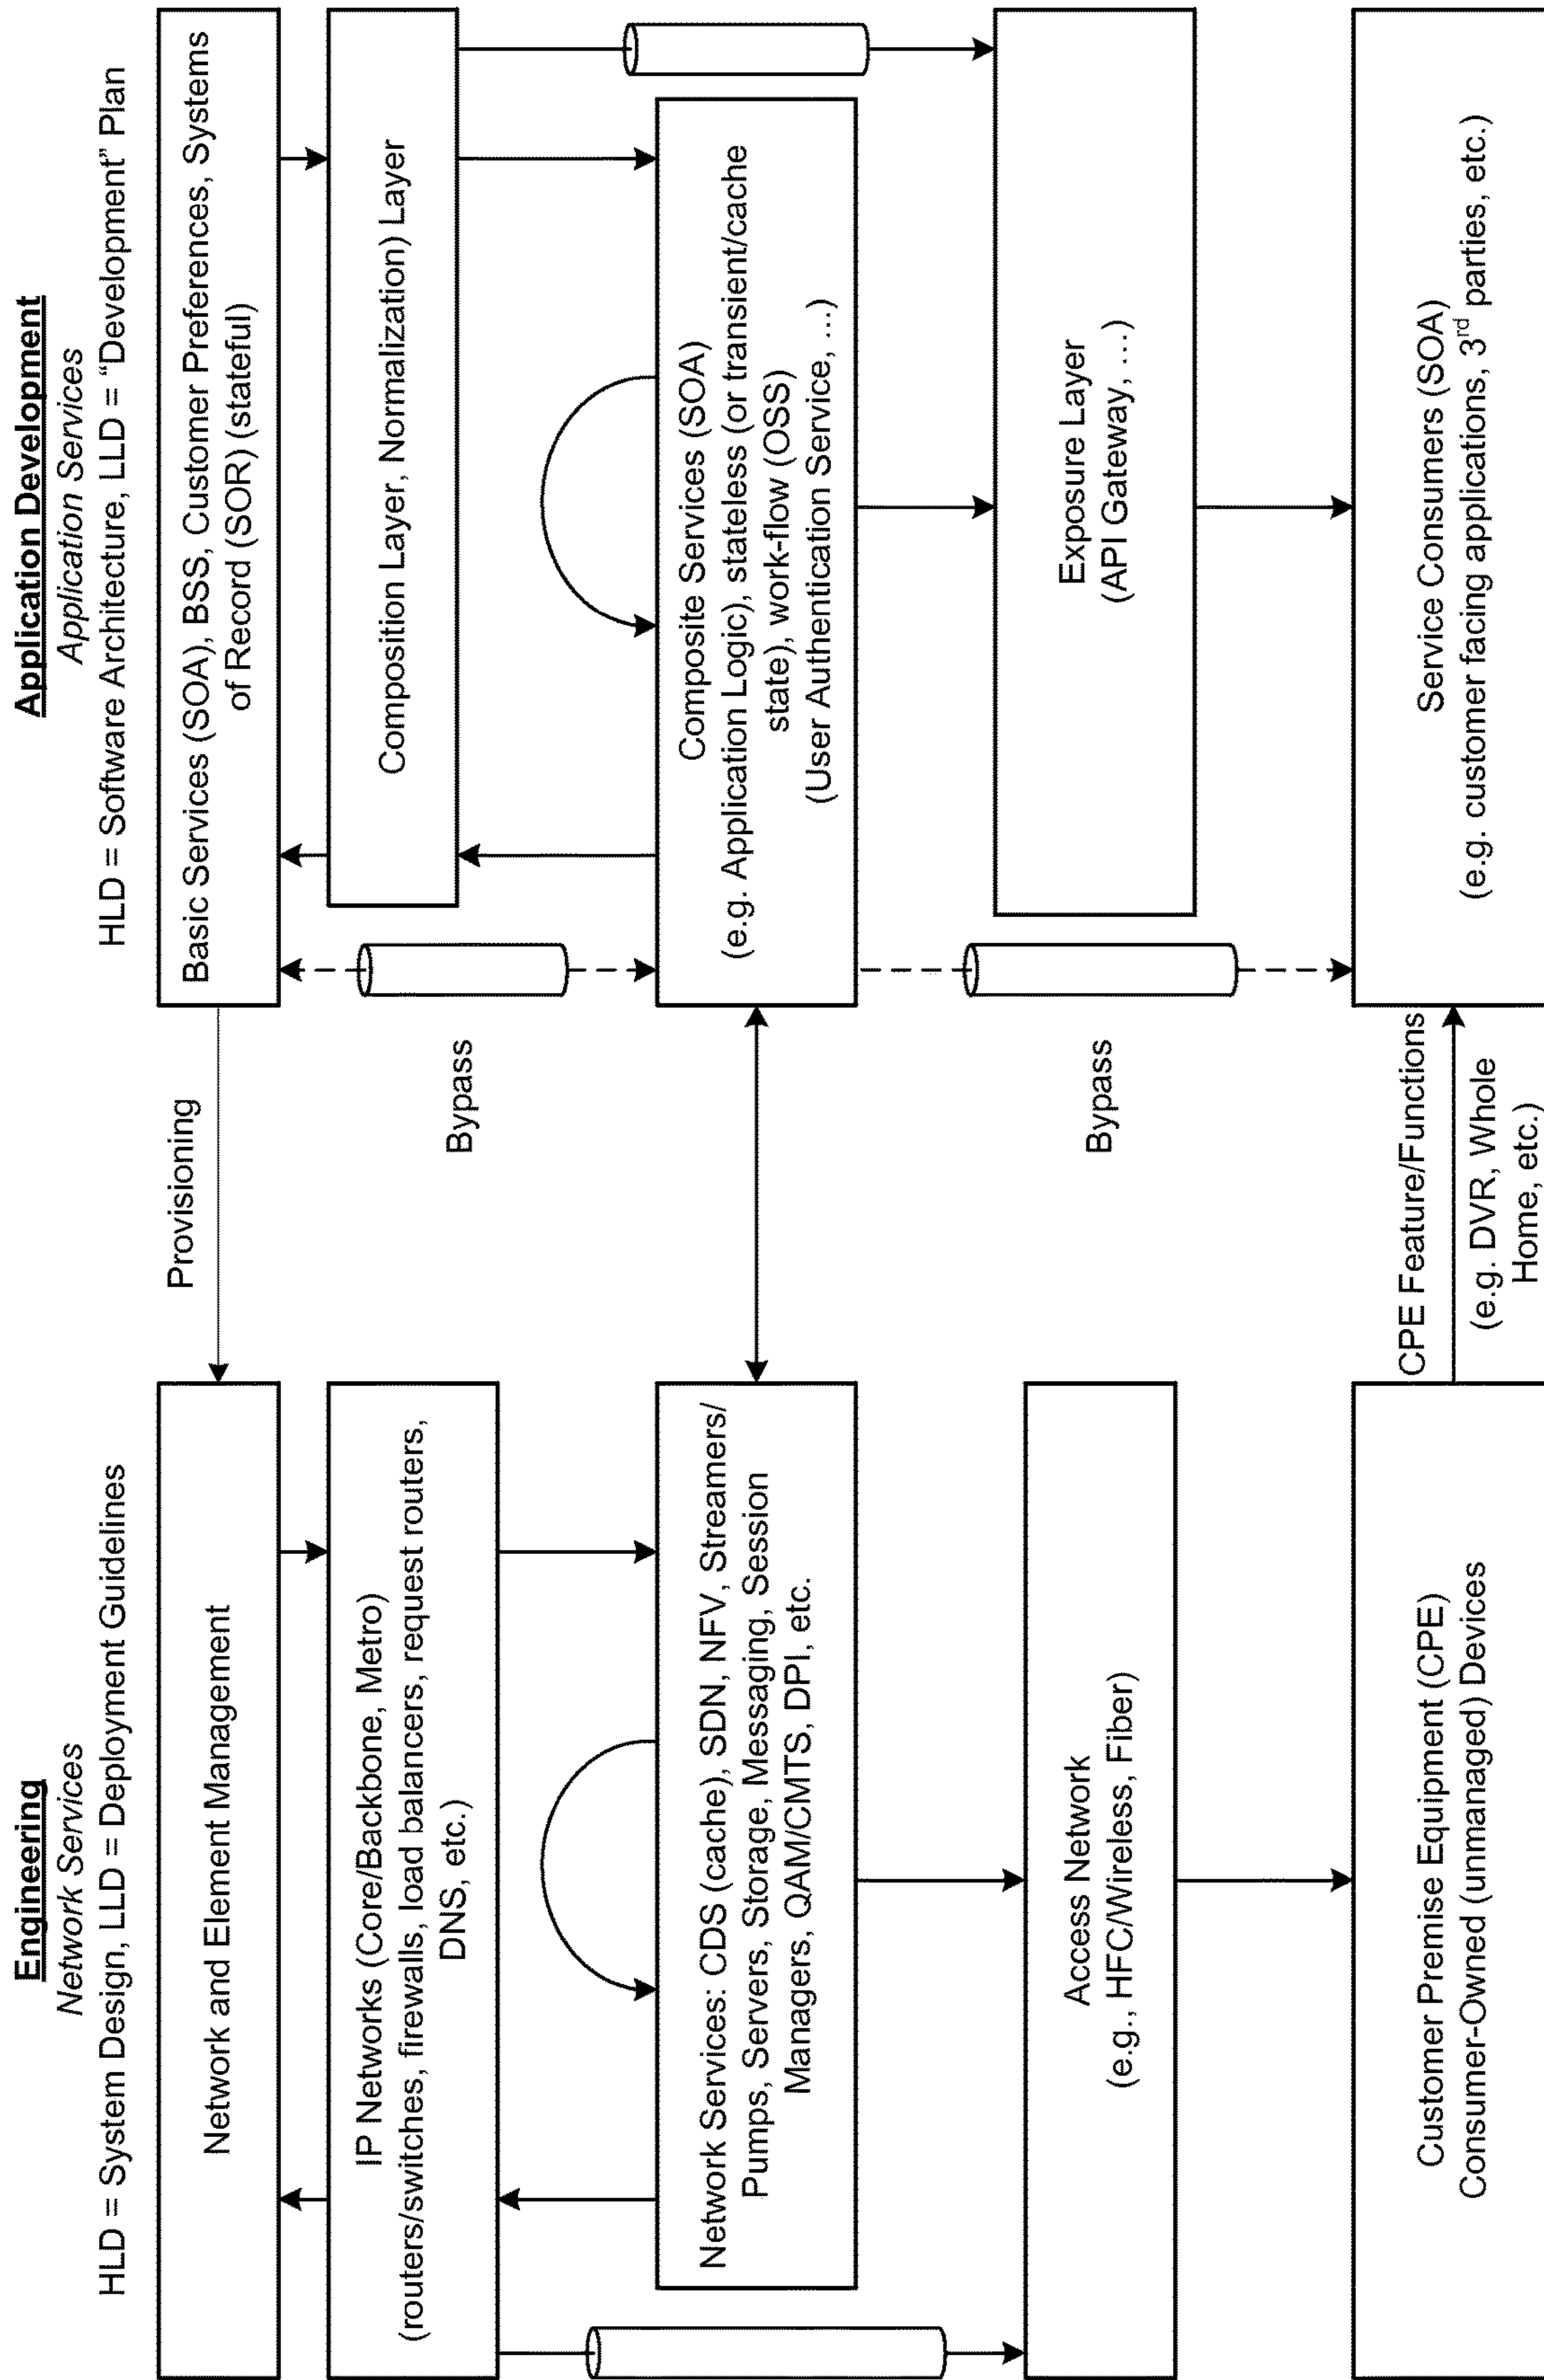 Engineering
Network Services
HLD = System Design, LLD = Deployment Guidelines
Network and Element Management
IP Networks (Core/Backbone, Metro)
(routers/switches, firewalls, load balancers, request routers,
DNS, etc.)
Network Services: CDS (cache), SDN, NFV, Streamers/
Pumps, Servers, Storage, Messaging, Session
Managers, QAM/CMTS, DPI, etc.
Access Network
(e.g., HFC/Wireless, Fiber)
Customer Premise Equipment (CPE)
Consumer-Owned (unmanaged) Devices
Provisioning
Bypass
Bypass
CPE Feature/Functions
(e.g. DVR, Whole
Home, etc.)
Application Development
Application Services
HLD = Software Architecture, LLD = “Development” Plan
Basic Services (SOA), BSS, Customer Preferences, Systems
of Record (SOR) (stateful)
Composition Layer, Normalization) Layer
Composite Services (SOA)
(e.g. Application Logic), stateless (or transient/cache
state), work-flow (OSS)
(User Authentication Service, ...)
Exposure Layer
(API Gateway, ...)
Service Consumers (SOA)
(e.g. customer facing applications, 3rd parties, etc.)